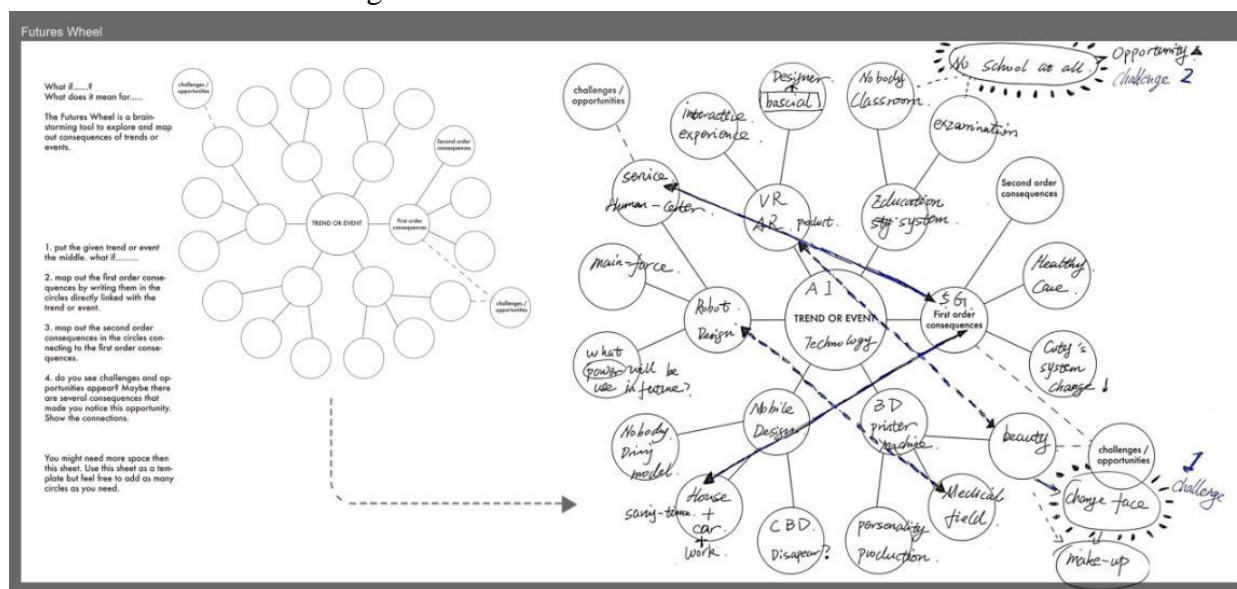 Futures Wheel
What if......?
What does it mean for.....
The Futures Wheel is a brain-
storming tool to explore and map
out consequences of trends or
events.
1. put the given trend or event
the middle. what if.........
2. map out the first order conse-
quences by writing them in the
circles directly linked with the
trend or event.
3. map out the second order
consequences in the circles con-
necting to the first order conse-
quences.
4. do you see challenges and op-
portunities appear? Maybe there
are several consequences that
made you notice this opportunity.
Show the connections.
You might need more space then
this sheet. Use this sheet as a tem-
plate but feel free to add as many
circles as you need.
challenges /
opportunities
Second order
consequences
TREND OR EVENT
First order
consequences
challenges /
opportunities
No school at all.
Opportunity
challenge 2
challenges /
opportunities
Designer
bascial
Nobody
Classroom
interactive
experience
exzamination
service.
Human-Center.
VR
AR. product.
Education
sty system
Second order
consequences
main-force.
Robot
Design
AI
TREND OR EVENT
Technology
5G.
First order
consequences
Healthy
Care
what
power will be
use in future?
City's
system
change!
Mobile
Design
3D
printer
machine
beauty
challenges /
opportunities
1
challenge
Nobody
Driving
model
House
saving-time. +
car.
+
work.
CBD.
Disapear?
personality
production.
Medical
field
change face
make-up